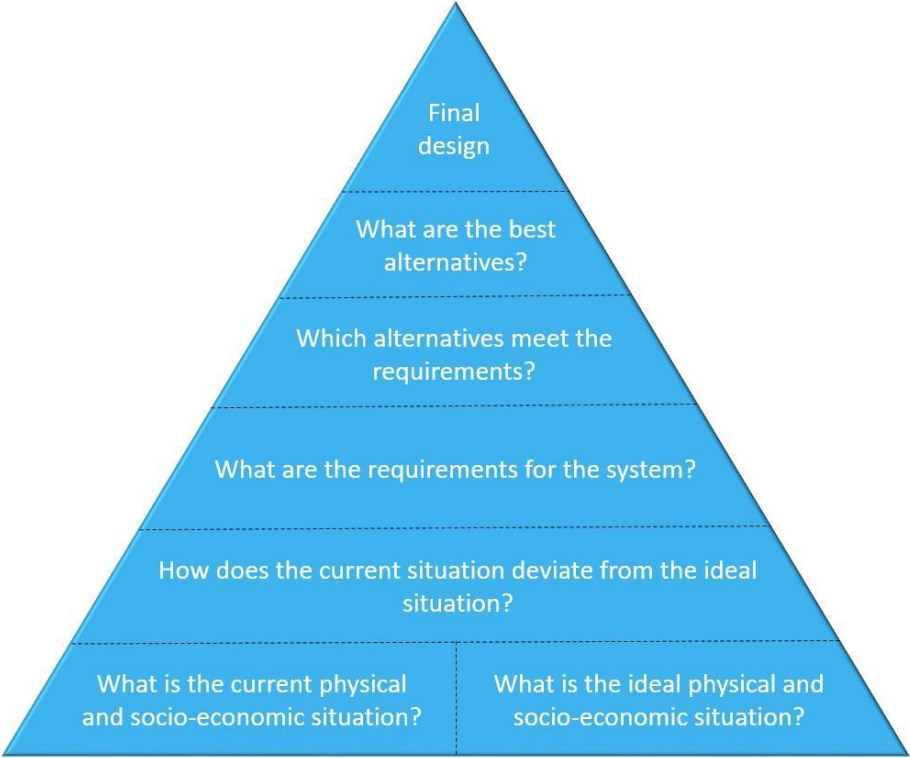 Final
design
What are the best
alternatives?
Which alternatives meet the
requirements?
What are the requirements for the system?
How does the current situation deviate from the ideal
situation?
What is the current physical
and socio-economic situation?
What is the ideal physical and
socio-economic situation?